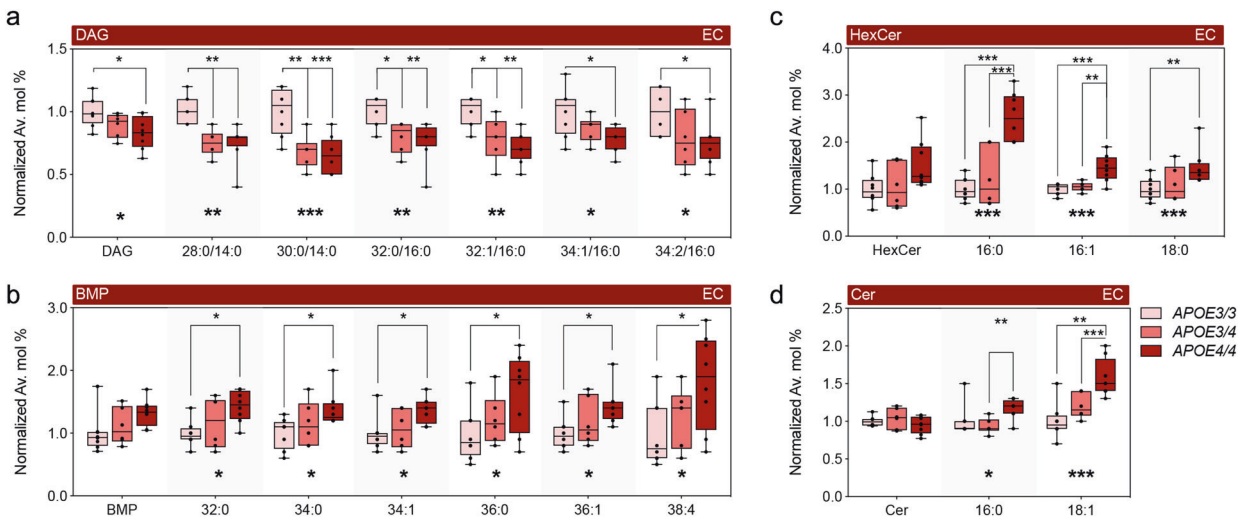 a
DAG EC
Normalized Av. mol %
1.5
1.0
0.5
0.0
* ** ** *** * ** * ** * *
* ** *** ** ** * *
DAG 28:0/14:0 30:0/14:0 32:0/16:0 32:1/16:0 34:1/16:0 34:2/16:0
b
BMP EC
Normalized Av. mol %
3.0
2.0
1.0
0.0
* * * * * *
* * * * * *
BMP 32:0 34:0 34:1 36:0 36:1 38:4
c
HexCer EC
Normalized Av. mol %
4.0
3.0
2.0
1.0
0.0
*** *** **
*** **
*** *** ***
HexCer 16:0 16:1 18:0
d
Cer EC
Normalized Av. mol %
2.5
2.0
1.5
1.0
0.5
0.0
** **
***
* ***
Cer 16:0 18:1
APOE3/3
APOE3/4
APOE4/4